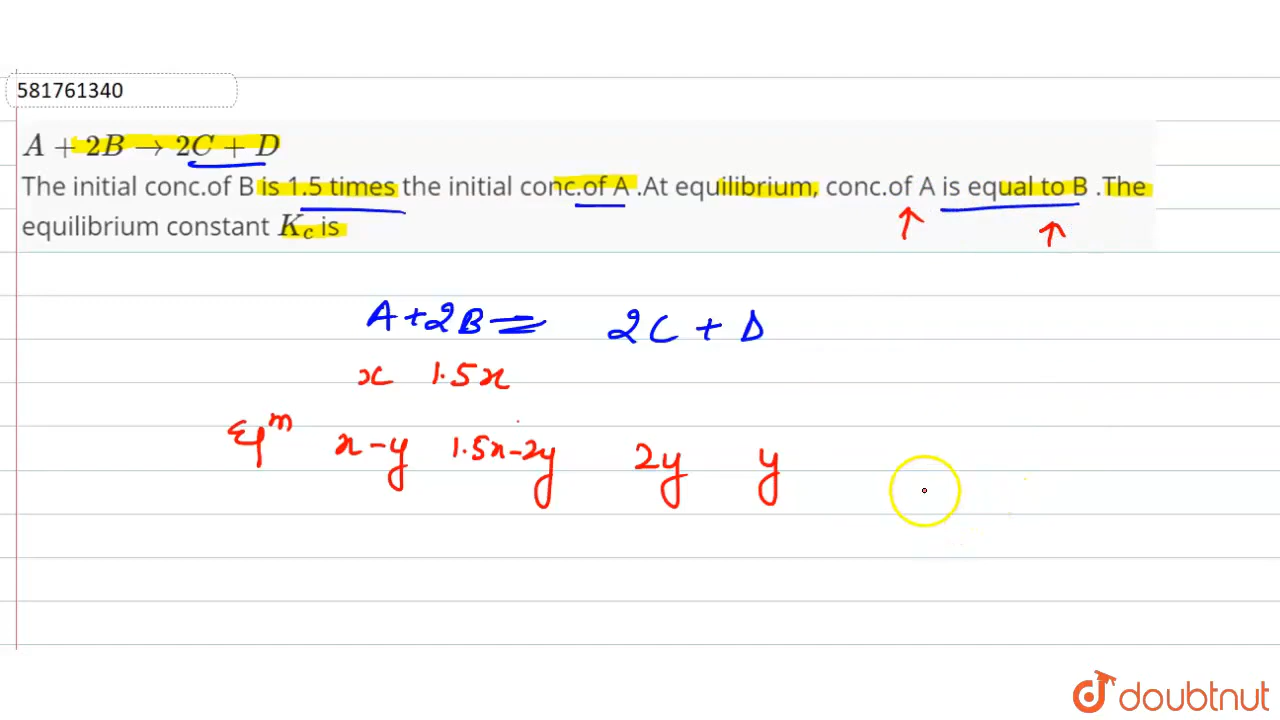 581761340
A + 2B → 2C + D
The initial conc.of B is 1.5 times the initial conc.of A .At equilibrium, conc.of A is equal to B .The
equilibrium constant K_c is
A + 2B = 2C + D
x 1.5x
Eq^m x-y 1.5x-2y 2y y
doubtnut